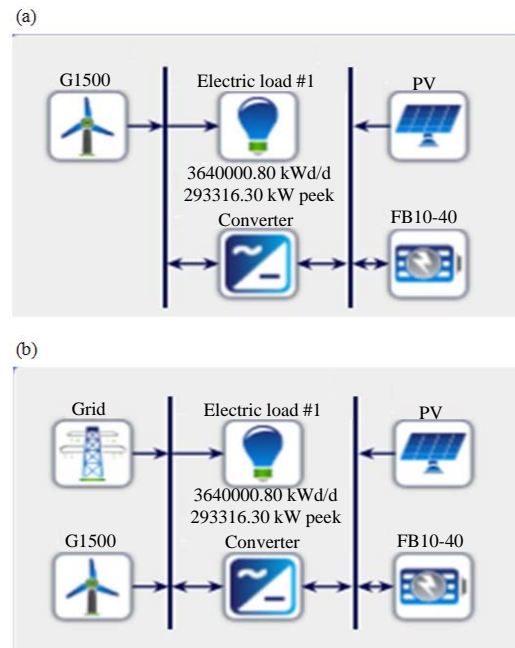 (a)
G1500
Electric load #1
PV
3640000.80 kWd/d
293316.30 kW peek
Converter
FB10-40
(b)
Grid
Electric load #1
PV
3640000.80 kWd/d
293316.30 kW peek
G1500
Converter
FB10-40